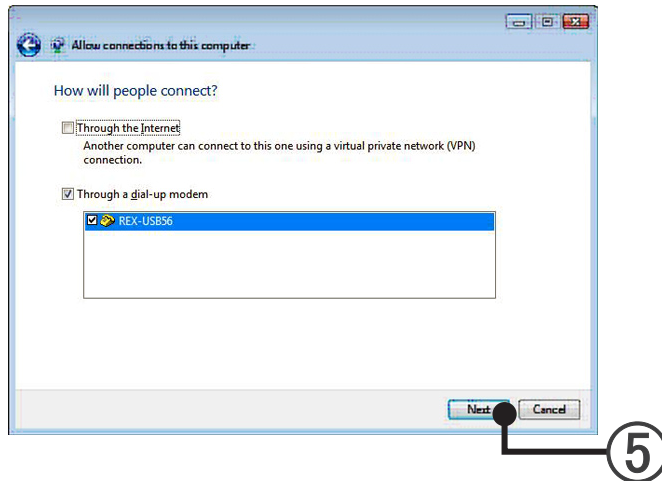 Allow connections to this computer
How will people connect?
Through the Internet
Another computer can connect to this one using a virtual private network (VPN)
connection.
Through a dial-up modem
REX-USB56
Next Cancel
⑤